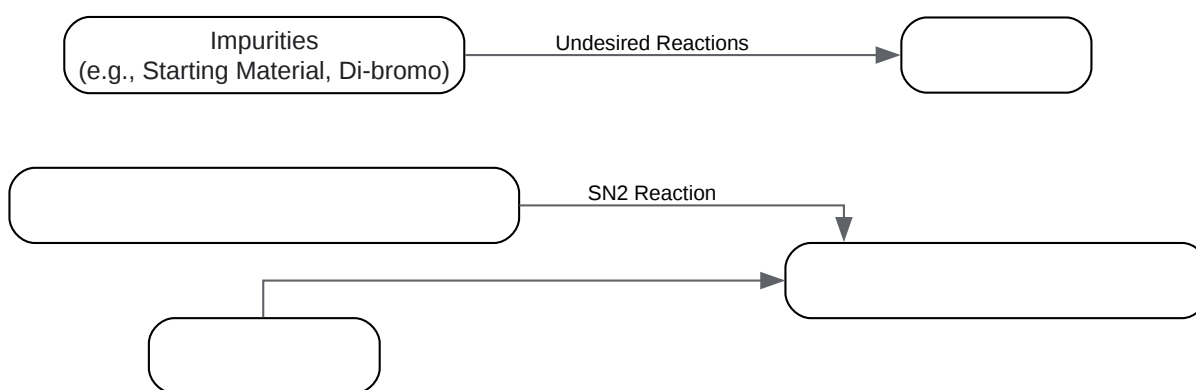 Impurities
(e.g., Starting Material, Di-bromo)
Undesired Reactions
SN2 Reaction